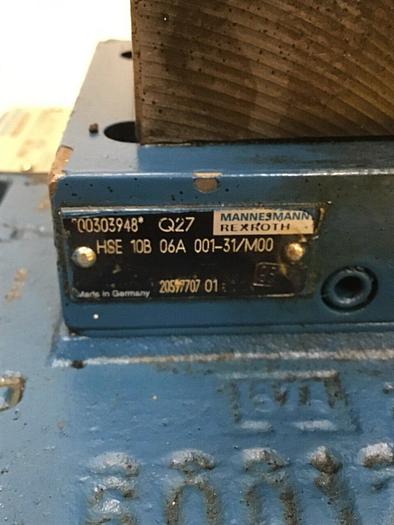 *00303948* Q27 MANNESMANN
REXROTH
HSE 10B 06A 001-31/M00
Made in Germany 20597707 01